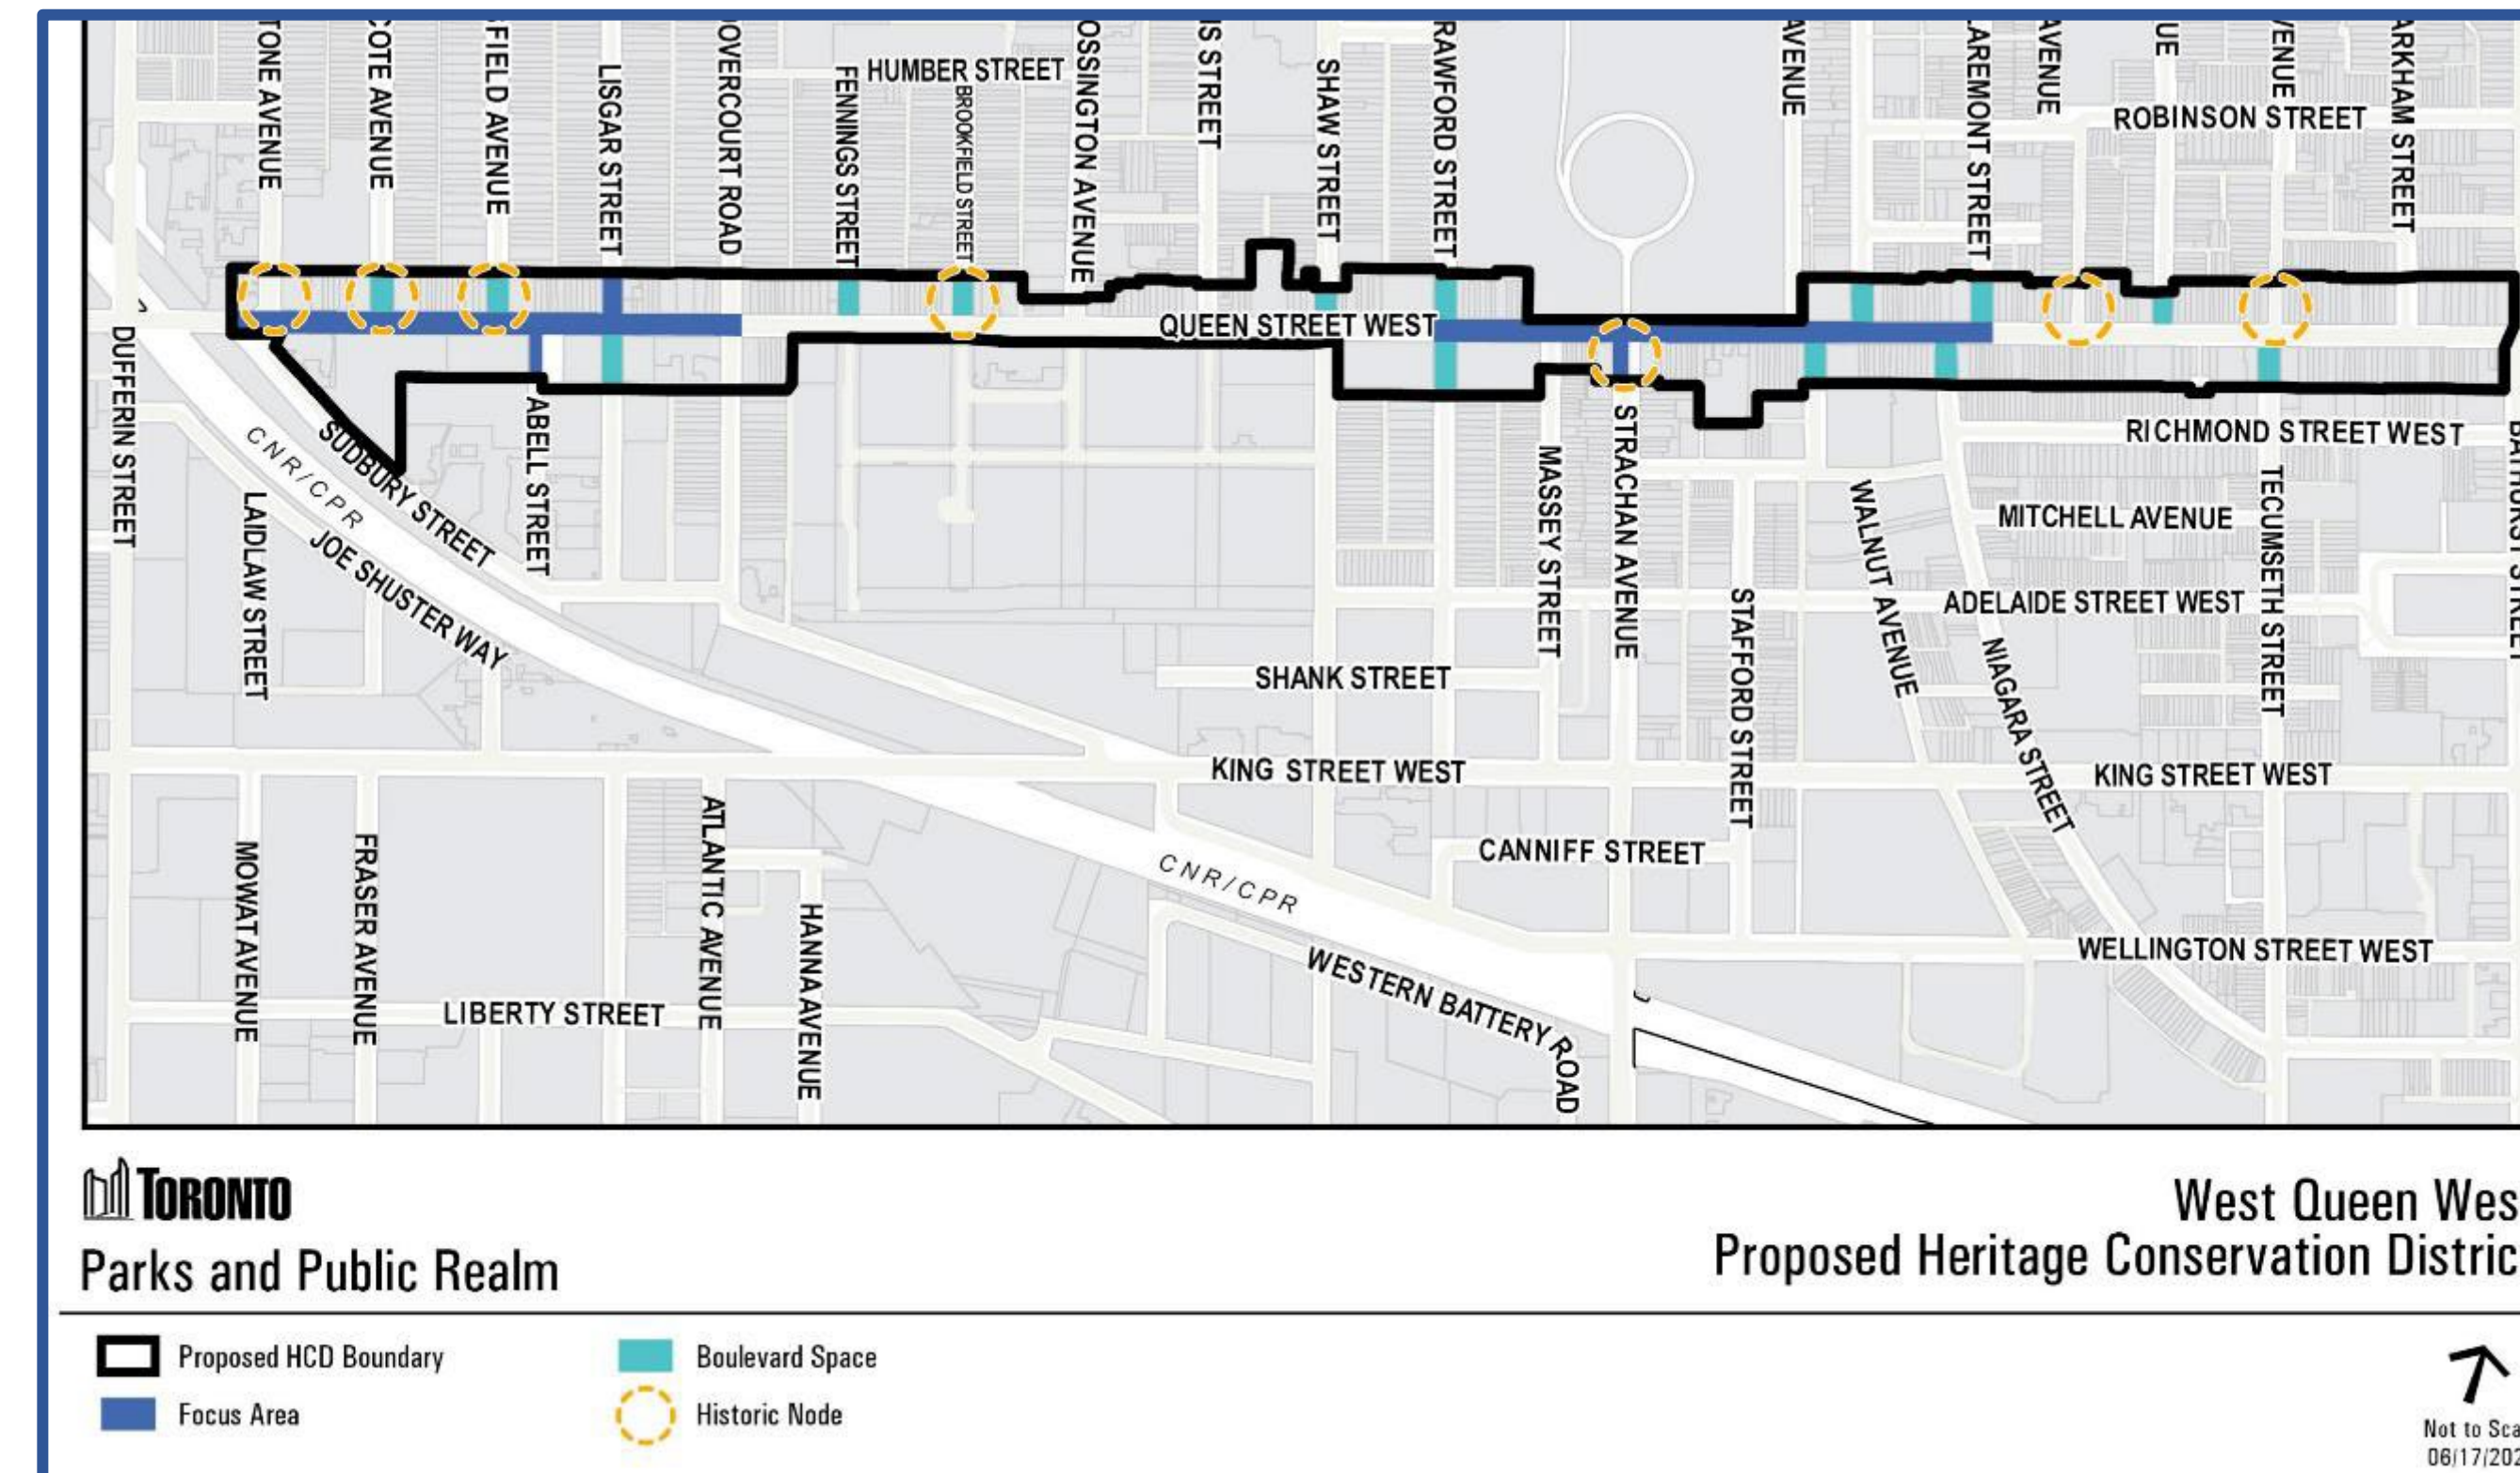 TONE AVENUE
COTE AVENUE
FIELD AVENUE
LISGAR STREET
OVERCOURT ROAD
FENNINGS STREET
HUMBER STREET
BROOKFIELD STREET
OSSINGTON AVENUE
IS STREET
SHAW STREET
RAWFORD STREET
AVENUE
AREMONT STREET
AVENUE
UE
VENUE
ROBINSON STREET
ARKHAM STREET
QUEEN STREET WEST
DUFFERIN STREET
SUDBURY STREET
CNR/CPR
ABELL STREET
LAIDLAW STREET
JOE SHUSTER WAY
MASSEY STREET
STRACHAN AVENUE
RICHMOND STREET WEST
WALNUT AVENUE
MITCHELL AVENUE
TECUMSETH STREET
ADELAIDE STREET WEST
STAFFORD STREET
NIAGARA STREET
SHANK STREET
KING STREET WEST
KING STREET WEST
CANNIFF STREET
ATLANTIC AVENUE
MOWAT AVENUE
FRASER AVENUE
HANNA AVENUE
CNR/CPR
WESTERN BATTERY ROAD
WELLINGTON STREET WEST
LIBERTY STREET
TORONTO
Parks and Public Realm
West Queen Wes
Proposed Heritage Conservation Distric
Proposed HCD Boundary
Focus Area
Boulevard Space
Historic Node
Not to Sca
06/17/202